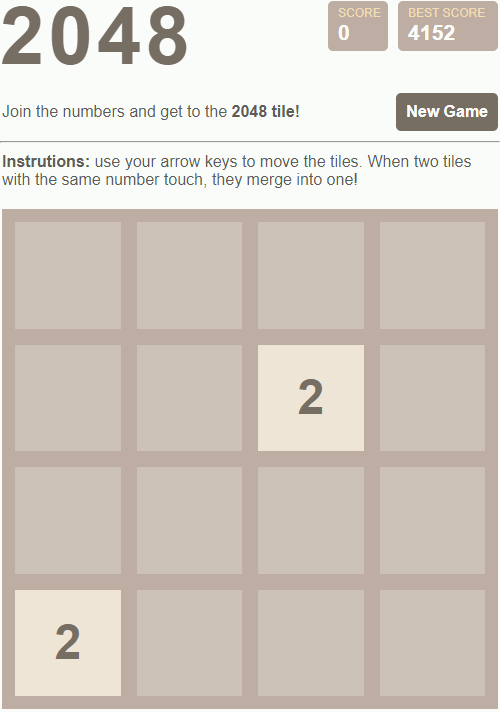 2048
SCORE
0
BEST SCORE
4152
Join the numbers and get to the 2048 tile!
New Game
Instrutions: use your arrow keys to move the tiles. When two tiles
with the same number touch, they merge into one!
2
2